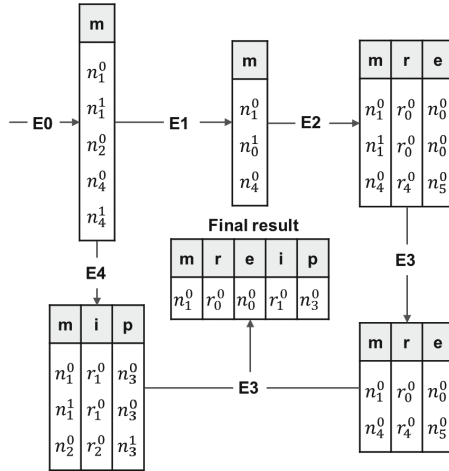 m
n_1^0
n_1^1
n_2^0
n_4^0
n_4^1
E0
E1
m
n_1^0
n_0^1
n_4^0
E2
m r e
n_1^0 r_0^0 n_0^0
n_1^1 r_0^0 n_0^0
n_4^0 r_4^0 n_5^0
E4
E3
Final result
m r e i p
n_1^0 r_0^0 n_0^0 r_1^0 n_3^0
m i p
n_1^0 r_1^0 n_3^0
n_1^1 r_1^0 n_3^0
n_2^0 r_2^0 n_3^1
E3
m r e
n_1^0 r_0^0 n_0^0
n_4^0 r_4^0 n_5^0